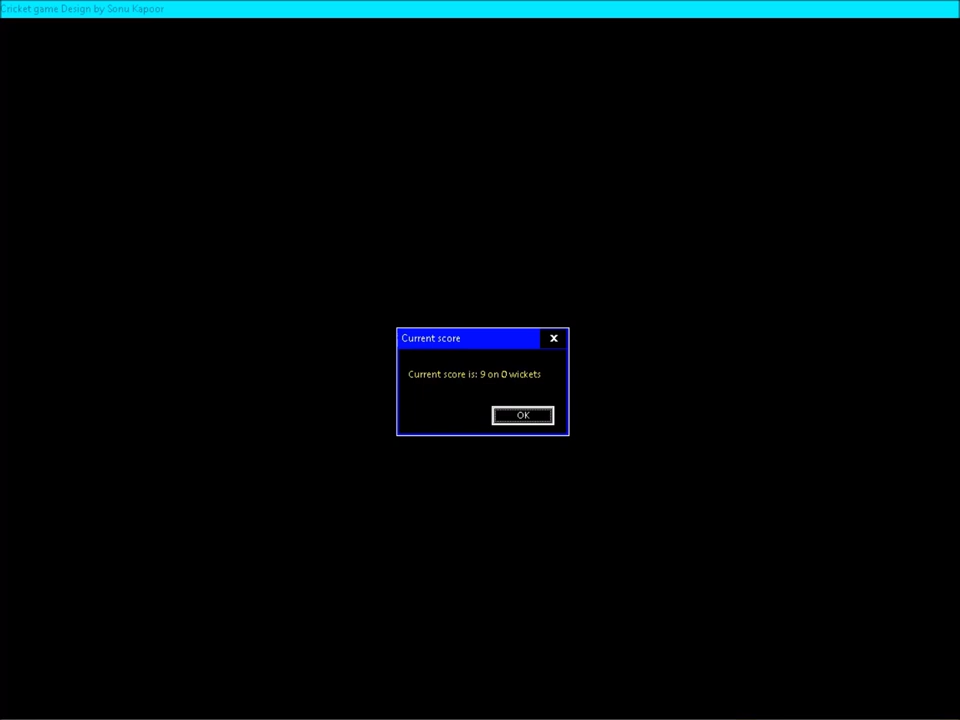 Cricket game Design by Sonu Kapoor
Current score
X
Current score is: 9 on 0 wickets
OK